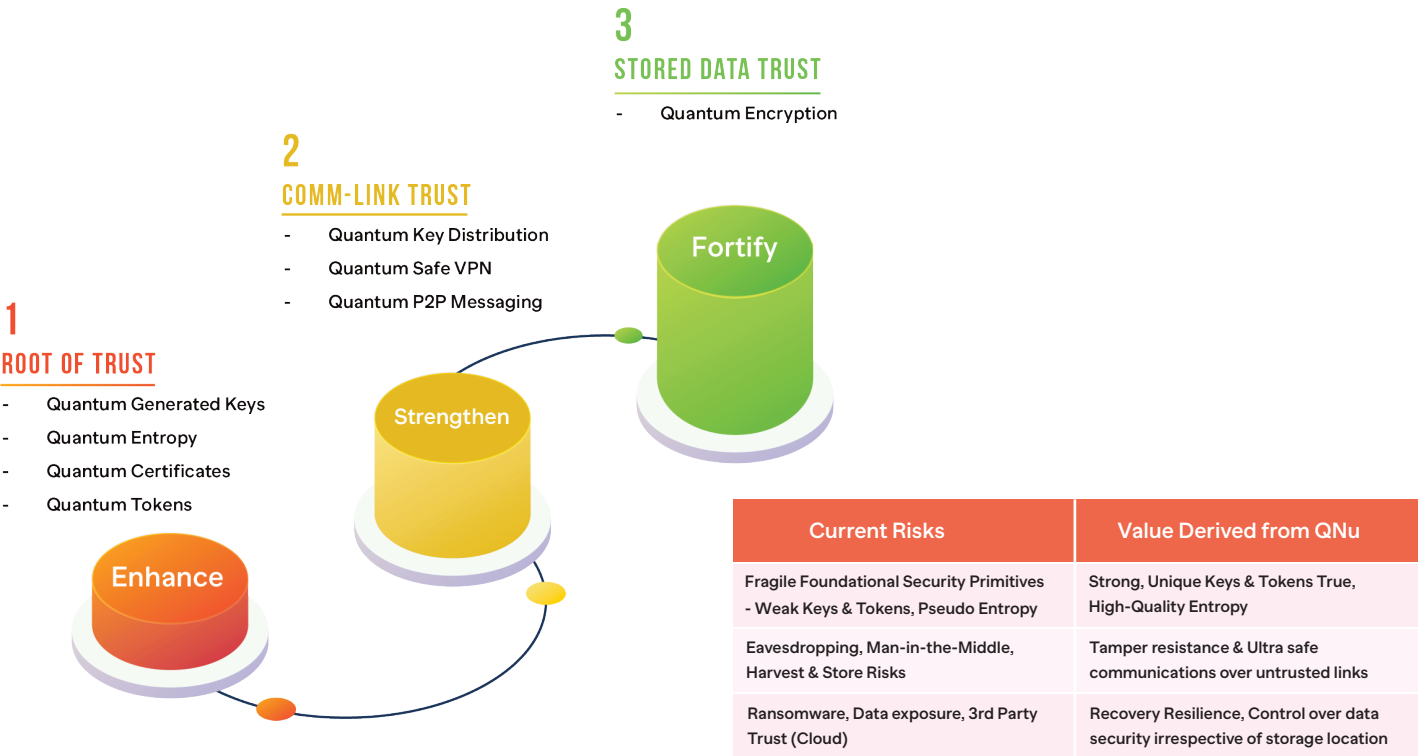 3
STORED DATA TRUST
- Quantum Encryption
2
COMM-LINK TRUST
- Quantum Key Distribution
- Quantum Safe VPN
- Quantum P2P Messaging
1
ROOT OF TRUST
- Quantum Generated Keys
- Quantum Entropy
- Quantum Certificates
- Quantum Tokens
Enhance
Strengthen
Fortify
Current Risks
Value Derived from QNu
Fragile Foundational Security Primitives
- Weak Keys & Tokens, Pseudo Entropy
Strong, Unique Keys & Tokens True,
High-Quality Entropy
Eavesdropping, Man-in-the-Middle,
Harvest & Store Risks
Tamper resistance & Ultra safe
communications over untrusted links
Ransomware, Data exposure, 3rd Party
Trust (Cloud)
Recovery Resilience, Control over data
security irrespective of storage location